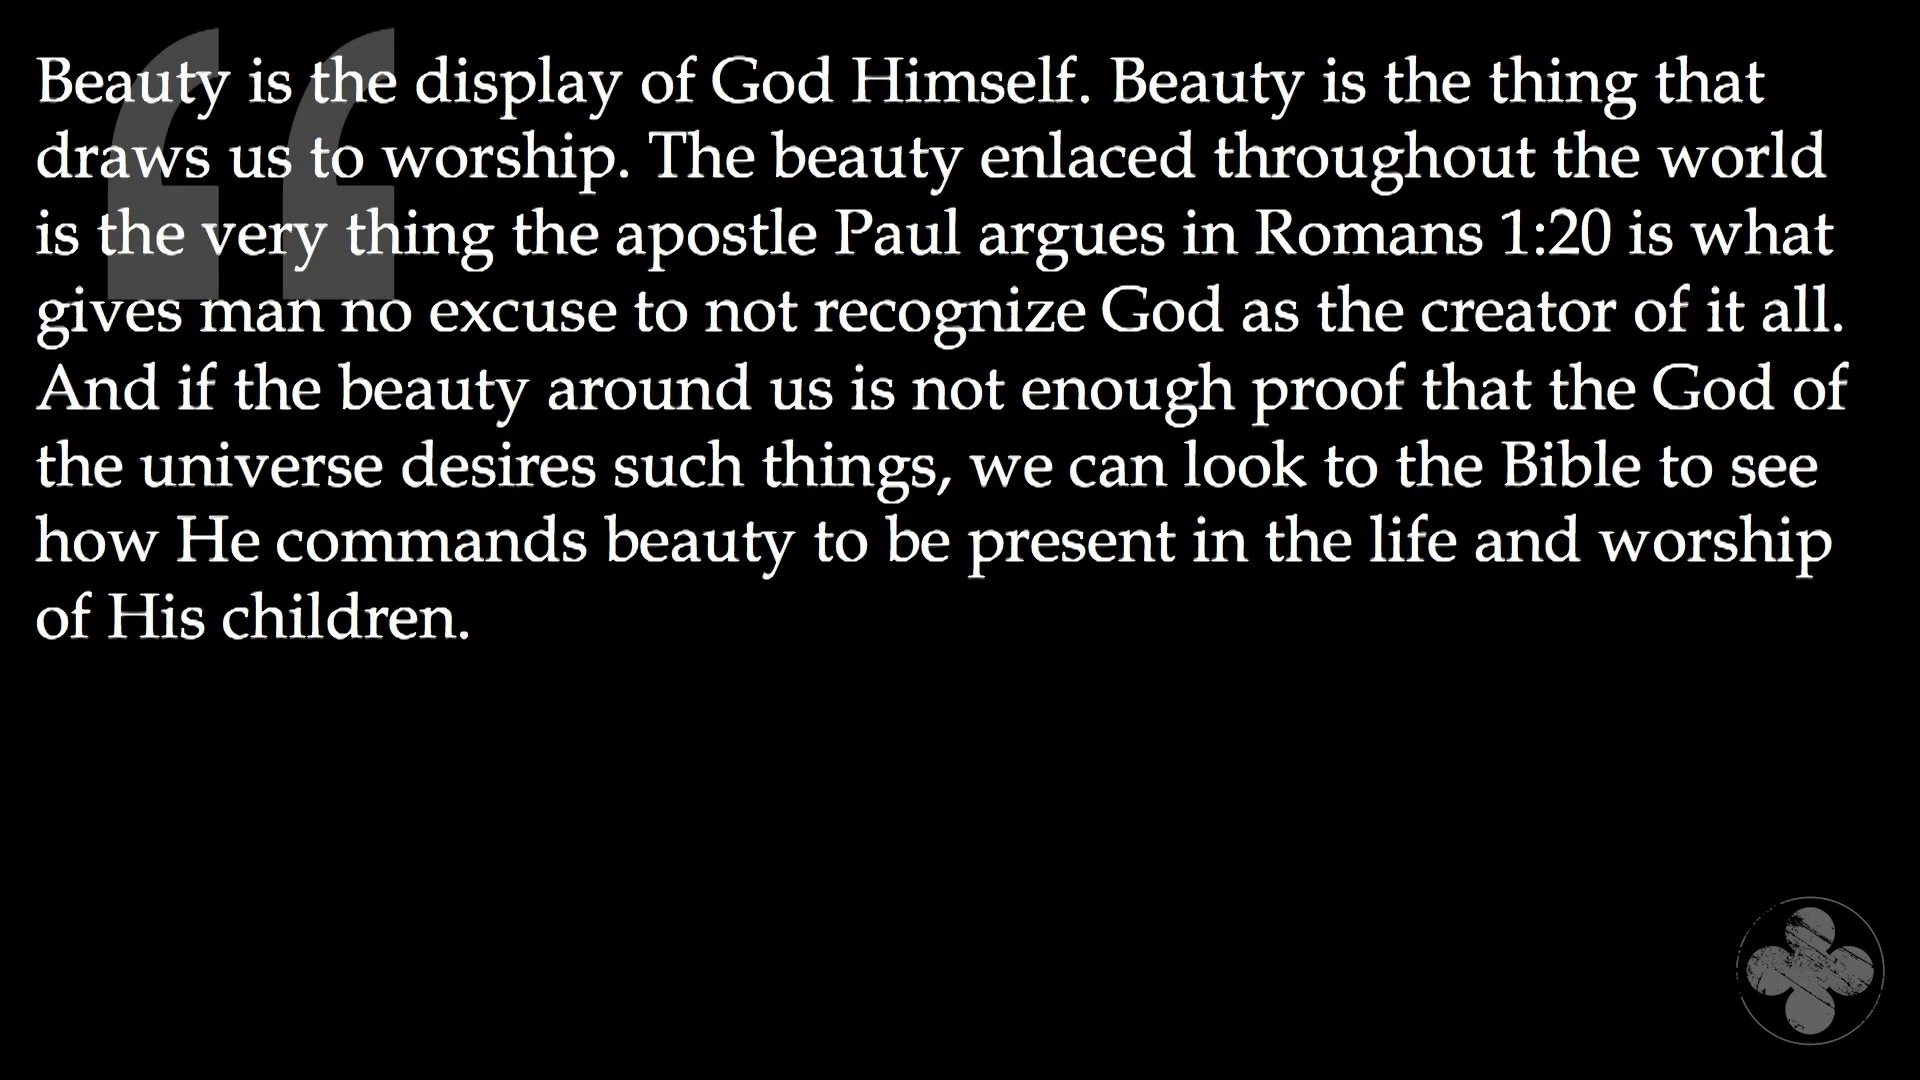 Beauty is the display of God Himself. Beauty is the thing that
draws us to worship. The beauty enlaced throughout the world
is the very thing the apostle Paul argues in Romans 1:20 is what
gives man no excuse to not recognize God as the creator of it all.
And if the beauty around us is not enough proof that the God of
the universe desires such things, we can look to the Bible to see
how He commands beauty to be present in the life and worship
of His children.